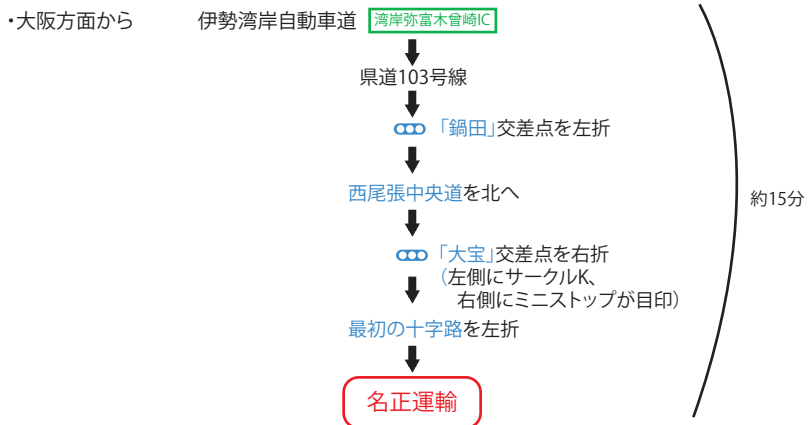 ・大阪方面から 伊勢湾岸自動車道 湾岸弥富木曾崎IC
県道103号線
「鍋田」交差点を左折
西尾張中央道を北へ
約15分
「大宝」交差点を右折
(左側にサークルK、
右側にミニストップが目印)
最初の十字路を左折
名正運輸